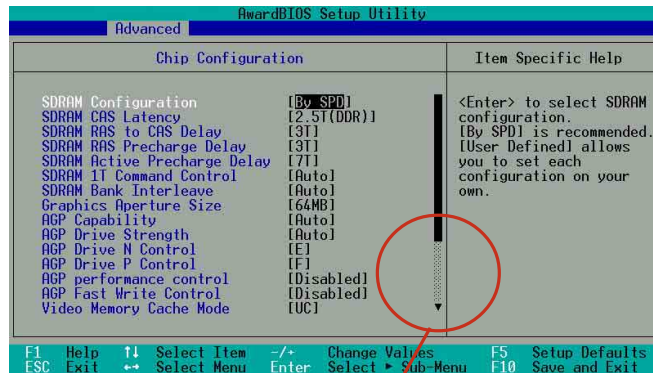 AwardBIOS Setup Utility
Advanced
Chip Configuration
Item Specific Help
SDRAM Configuration [By SPD]
SDRAM CAS Latency [2.5T(DDR)]
SDRAM RAS to CAS Delay [3T]
SDRAM RAS Precharge Delay [3T]
SDRAM Active Precharge Delay [7T]
SDRAM 1T Command Control [Auto]
SDRAM Bank Interleave [Auto]
Graphics Aperture Size [64MB]
AGP Capability [Auto]
AGP Drive Strength [Auto]
AGP Drive N Control [E]
AGP Drive P Control [F]
AGP performance control [Disabled]
AGP Fast Write Control [Disabled]
Video Memory Cache Mode [UC]
<Enter> to select SDRAM
configuration.
[By SPD] is recommended.
[User Defined] allows
you to set each
configuration on your
own.
F1 Help ↑↓ Select Item -/+ Change Values F5 Setup Defaults
ESC Exit ←→ Select Menu Enter Select ► Sub-Menu F10 Save and Exit